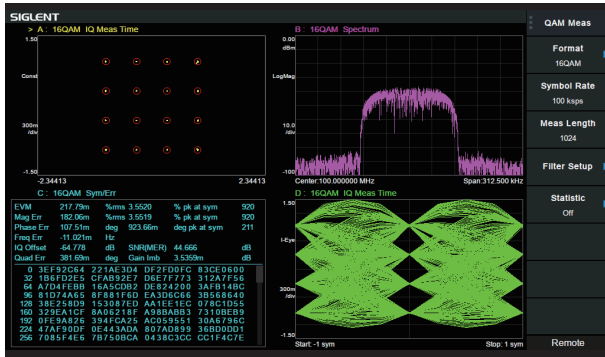 SIGLENT
> A : 16QAM IQ Meas Time
1.50
Const
300m
/div
-1.50
-2.34413
2.34413
B : 16QAM Spectrum
0.00
dBm
LogMag
10.0
/div
-100
Center:100.000000 MHz
Span:312.500 kHz
C : 16QAM Sym/Err
EVM 217.79m %rms 3.5520 % pk at sym 920
Mag Err 182.06m %rms 3.5519 % pk at sym 920
Phase Err 107.51m deg 923.66m deg pk at sym 211
Freq Err -11.021m Hz
IQ Offset -64.778 dB SNR(MER) 44.666 dB
Quad Err 381.69m deg Gain Imb 3.5359m dB
0 3EF92C64 221AE3D4 DF2FD0FC 83CE0600
32 1B6FD2E5 CFAB92E7 D6E7F773 312A7F56
64 A7D4FEBB 16A5CDB2 DE824200 3AFB14BC
96 81D74A65 8F881F6D EA3D6C66 3B568640
128 38E258D9 153087ED AA1EE1EC 078C1D55
160 329EA1CF 8A06218F A98BABB3 7310BEB9
192 0FE9A826 394FCA25 AC059551 30A6796C
224 47AF90DF 0E443ADA 807AD899 36BD0DD1
256 7085F4E6 7B750BCA 0438C3CC CC1F4C7E
D : 16QAM IQ Meas Time
1.50
I-Eye
300m
/div
-1.50
Start: -1 sym
Stop: 1 sym
QAM Meas
Format
16QAM
Symbol Rate
100 ksps
Meas Length
1024
Filter Setup
Statistic
Off
Remote